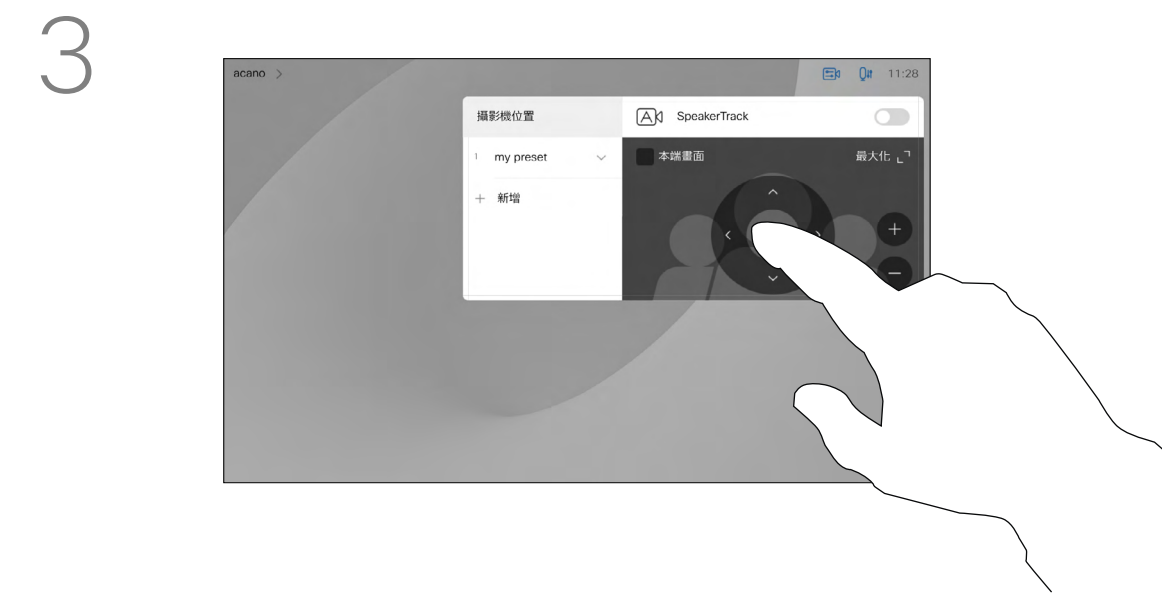 3
acano >
11:28
攝影機位置
SpeakerTrack
1 my preset
本端畫面
最大化
+ 新增